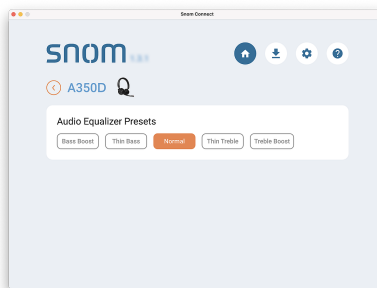 Snom Connect
snom
A350D
Audio Equalizer Presets
Bass Boost Thin Bass Normal Thin Treble Treble Boost